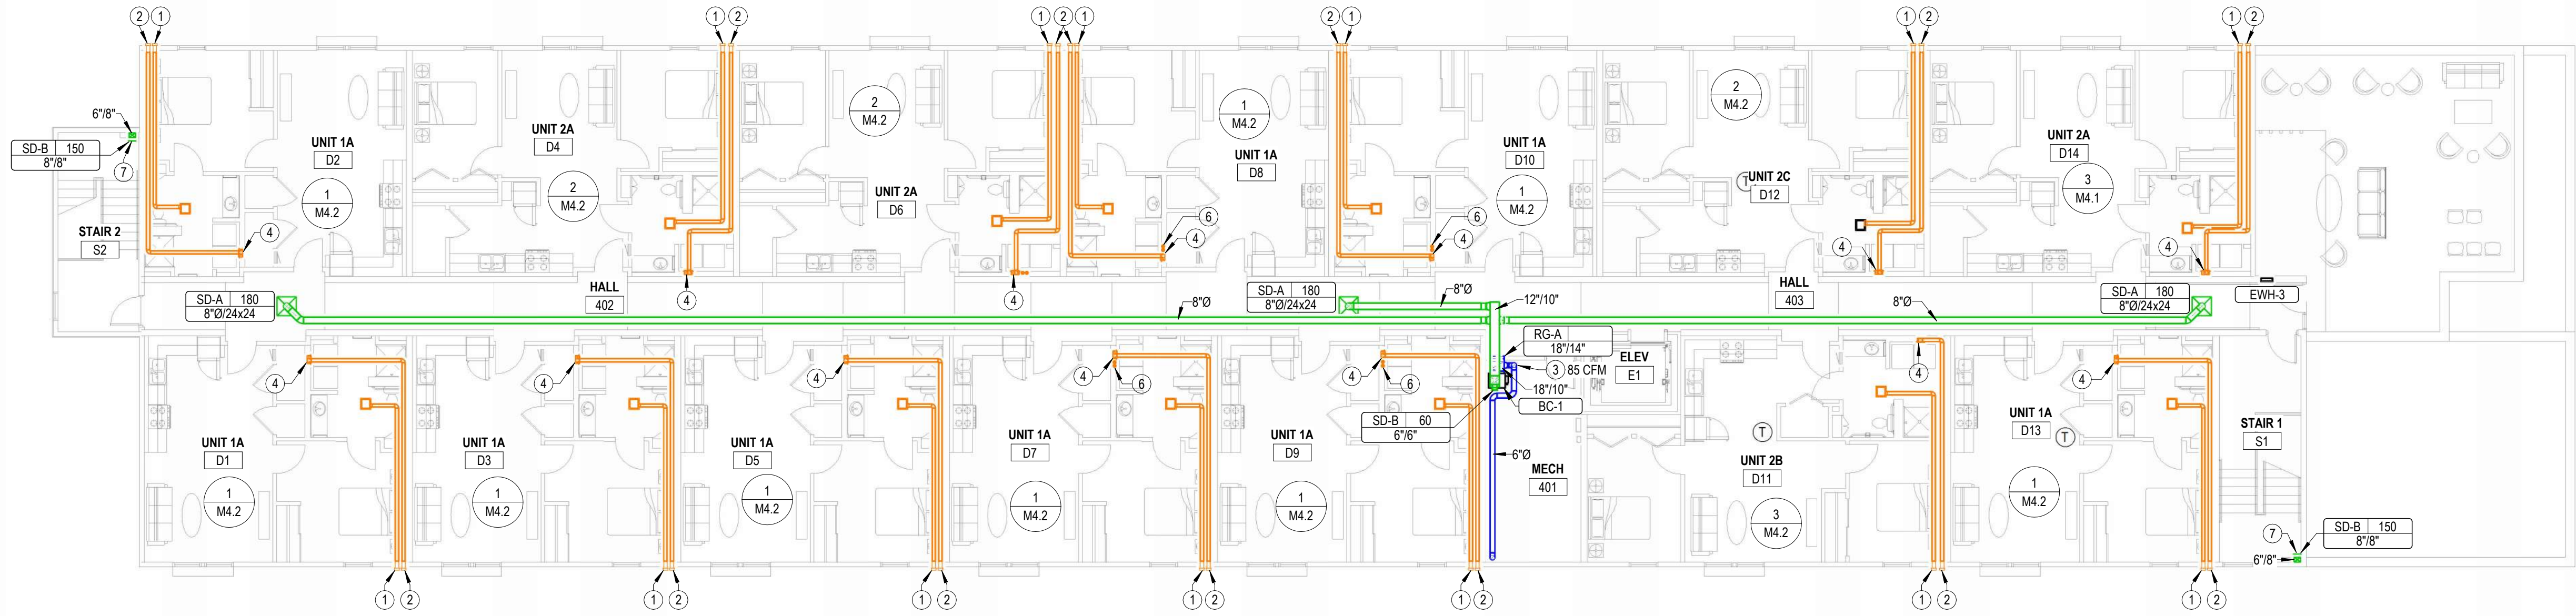 2 1
1 2
1 2 2 1
2 1
1 2
1 2
6"/8"
SD-B 150
8"/8"
7
UNIT 1A
D2
1
M4.2
4
STAIR 2
S2
UNIT 2A
D4
2
M4.2
4
2
M4.2
UNIT 2A
D6
4
1
M4.2
UNIT 1A
D8
6
4
UNIT 1A
D10
1
M4.2
6
4
2
M4.2
T
UNIT 2C
D12
4
UNIT 2A
D14
3
M4.1
4
SD-A 180
8"Ø/24x24
HALL
402
8"Ø
SD-A 180
8"Ø/24x24
8"Ø
12"/10"
HALL
403
8"Ø
SD-A 180
8"Ø/24x24
EWH-3
RG-A
18"/14"
ELEV
E1
3 85 CFM
18"/10"
BC-1
SD-B 60
6"/6"
6"Ø
MECH
401
4
UNIT 1A
D1
1
M4.2
4
UNIT 1A
D3
1
M4.2
4
UNIT 1A
D5
1
M4.2
4
6
UNIT 1A
D7
1
M4.2
4
6
UNIT 1A
D9
1
M4.2
4
T
UNIT 2B
D11
3
M4.2
4
UNIT 1A
D13
T
1
M4.2
STAIR 1
S1
7
SD-B 150
8"/8"
6"/8"
1 2
1 2
1 2
1 2
1 2
1 2
1 2